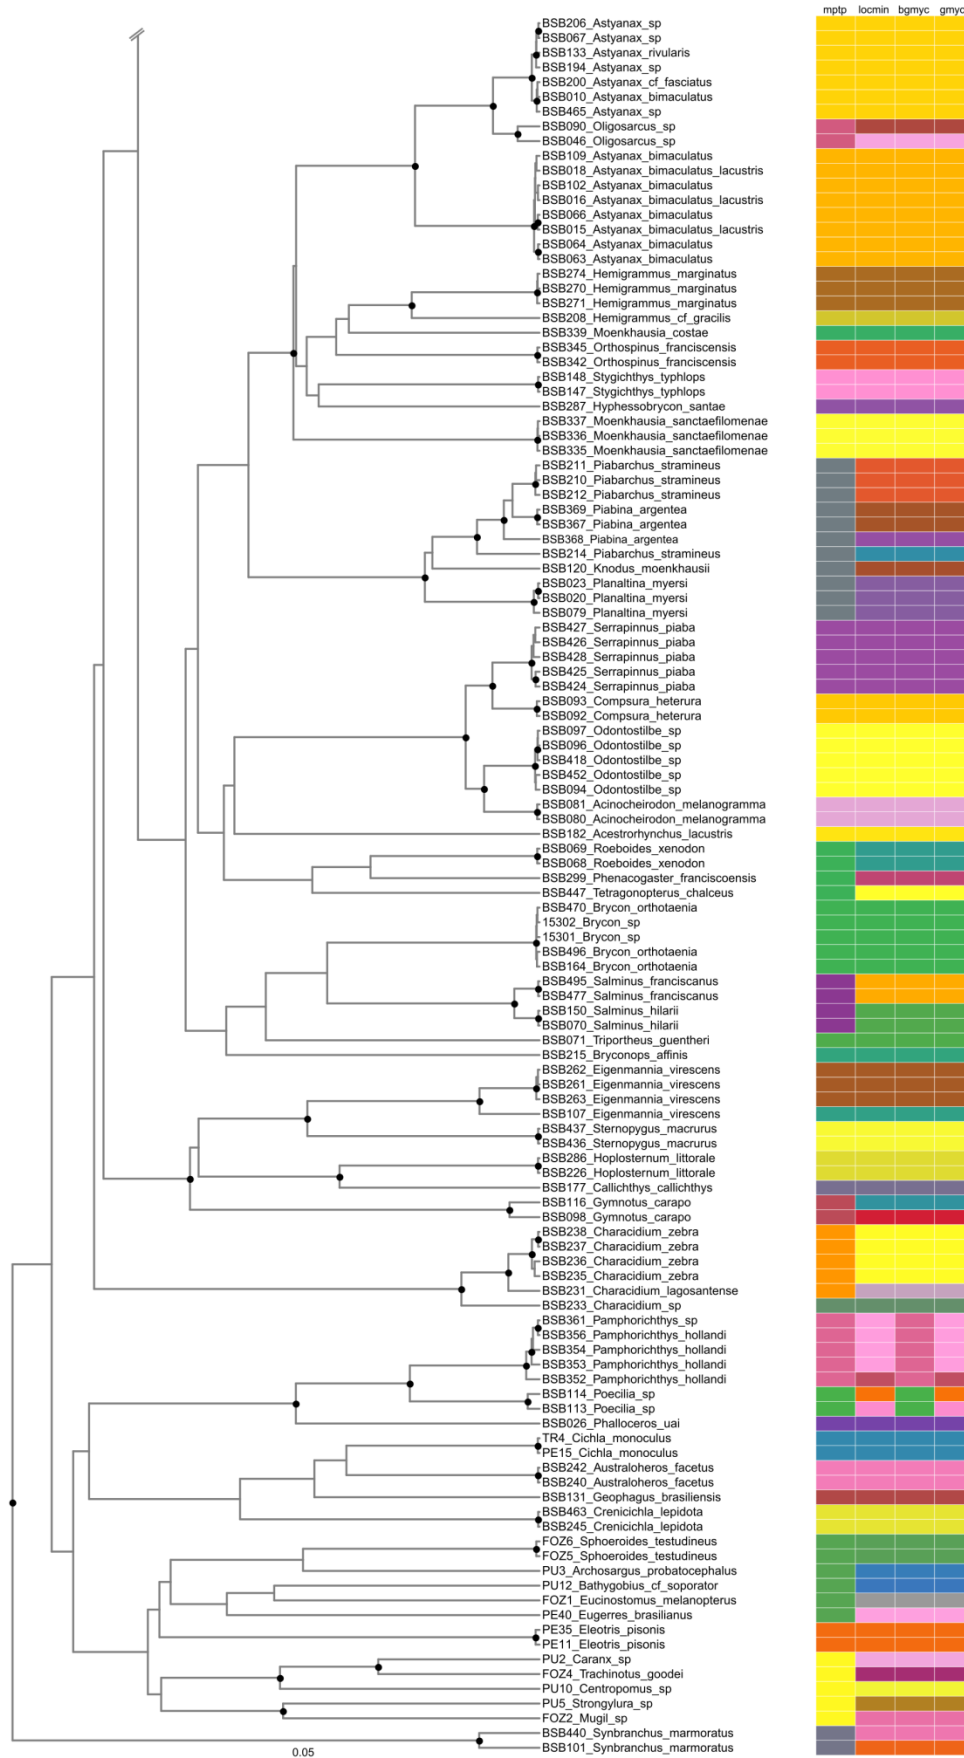 mptp locmin bgmyc gmyc
BSB206_Astyanax_sp
BSB067_Astyanax_sp
BSB133_Astyanax_rivularis
BSB194_Astyanax_sp
BSB200_Astyanax_cf_fasciatus
BSB010_Astyanax_bimaculatus
BSB465_Astyanax_sp
BSB090_Oligosarcus_sp
BSB046_Oligosarcus_sp
BSB109_Astyanax_bimaculatus
BSB018_Astyanax_bimaculatus_lacustris
BSB102_Astyanax_bimaculatus
BSB016_Astyanax_bimaculatus_lacustris
BSB066_Astyanax_bimaculatus
BSB015_Astyanax_bimaculatus_lacustris
BSB064_Astyanax_bimaculatus
BSB063_Astyanax_bimaculatus
BSB274_Hemigrammus_marginatus
BSB270_Hemigrammus_marginatus
BSB271_Hemigrammus_marginatus
BSB208_Hemigrammus_cf_gracilis
BSB339_Moenkhausia_costae
BSB345_Orthospinus_franciscensis
BSB342_Orthospinus_franciscensis
BSB148_Stygichthys_typhlops
BSB147_Stygichthys_typhlops
BSB287_Hyphessobrycon_santae
BSB337_Moenkhausia_sanctaefilomenae
BSB336_Moenkhausia_sanctaefilomenae
BSB335_Moenkhausia_sanctaefilomenae
BSB211_Piabarchus_stramineus
BSB210_Piabarchus_stramineus
BSB212_Piabarchus_stramineus
BSB369_Piabina_argentea
BSB367_Piabina_argentea
BSB368_Piabina_argentea
BSB214_Piabarchus_stramineus
BSB120_Knodus_moenkhausii
BSB023_Planaltina_myersi
BSB020_Planaltina_myersi
BSB079_Planaltina_myersi
BSB427_Serrapinnus_piaba
BSB426_Serrapinnus_piaba
BSB428_Serrapinnus_piaba
BSB425_Serrapinnus_piaba
BSB424_Serrapinnus_piaba
BSB093_Compsura_heterura
BSB092_Compsura_heterura
BSB097_Odontostilbe_sp
BSB096_Odontostilbe_sp
BSB418_Odontostilbe_sp
BSB452_Odontostilbe_sp
BSB094_Odontostilbe_sp
BSB081_Acinocheirodon_melanogramma
BSB080_Acinocheirodon_melanogramma
BSB182_Acestrorhynchus_lacustris
BSB069_Roeboides_xenodon
BSB068_Roeboides_xenodon
BSB299_Phenacogaster_franciscoensis
BSB447_Tetragonopterus_chalceus
BSB470_Brycon_orthotaenia
15302_Brycon_sp
15301_Brycon_sp
BSB496_Brycon_orthotaenia
BSB164_Brycon_orthotaenia
BSB495_Salminus_franciscanus
BSB477_Salminus_franciscanus
BSB150_Salminus_hilarii
BSB070_Salminus_hilarii
BSB071_Triportheus_guentheri
BSB215_Bryconops_affinis
BSB262_Eigenmannia_virescens
BSB261_Eigenmannia_virescens
BSB263_Eigenmannia_virescens
BSB107_Eigenmannia_virescens
BSB437_Sternopygus_macrurus
BSB436_Sternopygus_macrurus
BSB286_Hoplosternum_littorale
BSB226_Hoplosternum_littorale
BSB177_Callichthys_callichthys
BSB116_Gymnotus_carapo
BSB098_Gymnotus_carapo
BSB238_Characidium_zebra
BSB237_Characidium_zebra
BSB236_Characidium_zebra
BSB235_Characidium_zebra
BSB231_Characidium_lagosantense
BSB233_Characidium_sp
BSB361_Pamphorichthys_sp
BSB356_Pamphorichthys_hollandi
BSB354_Pamphorichthys_hollandi
BSB353_Pamphorichthys_hollandi
BSB352_Pamphorichthys_hollandi
BSB114_Poecilia_sp
BSB113_Poecilia_sp
BSB026_Phalloceros_uai
TR4_Cichla_monoculus
PE15_Cichla_monoculus
BSB242_Australoheros_facetus
BSB240_Australoheros_facetus
BSB131_Geophagus_brasiliensis
BSB463_Crenicichla_lepidota
BSB245_Crenicichla_lepidota
FOZ6_Sphoeroides_testudineus
FOZ5_Sphoeroides_testudineus
PU3_Archosargus_probatocephalus
PU12_Bathygobius_cf_soporator
FOZ1_Eucinostomus_melanopterus
PE40_Eugerres_brasilianus
PE35_Eleotris_pisonis
PE11_Eleotris_pisonis
PU2_Caranx_sp
FOZ4_Trachinotus_goodei
PU10_Centropomus_sp
PU5_Strongylura_sp
FOZ2_Mugil_sp
BSB440_Synbranchus_marmoratus
BSB101_Synbranchus_marmoratus
0.05